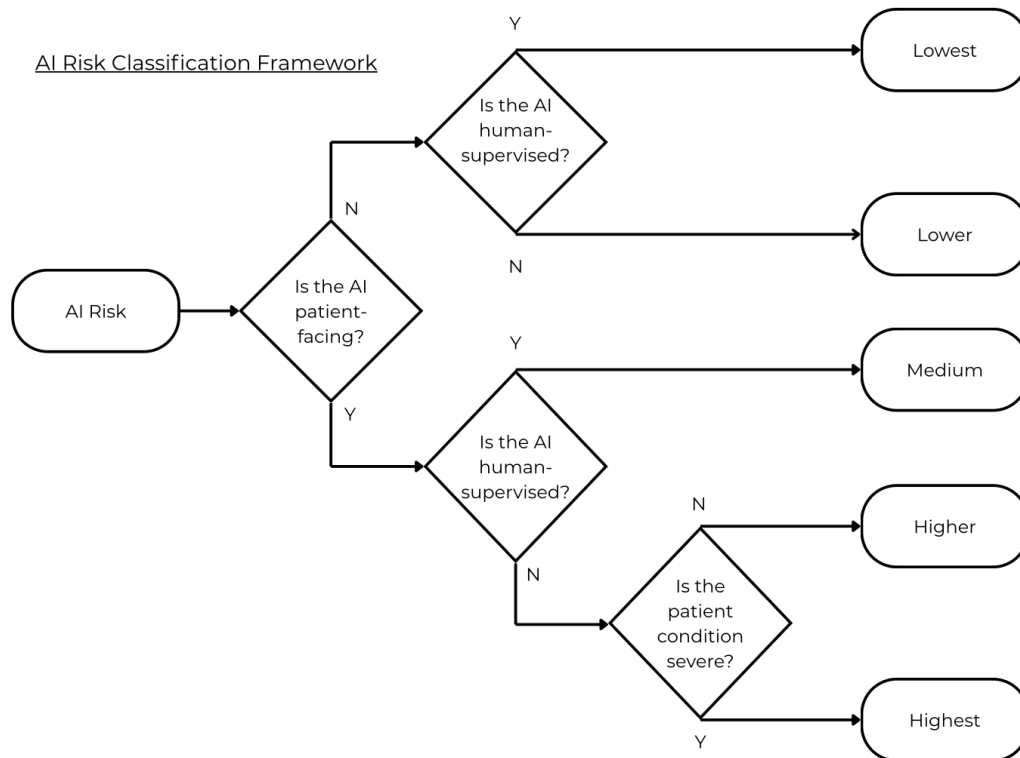 AI Risk Classification Framework
Y
Lowest
Is the AI
human-
supervised?
N
Lower
N
AI Risk
Is the AI
patient-
facing?
Y
Y
Medium
Is the AI
human-
supervised?
N
N
Higher
Is the
patient
condition
severe?
Y
Highest